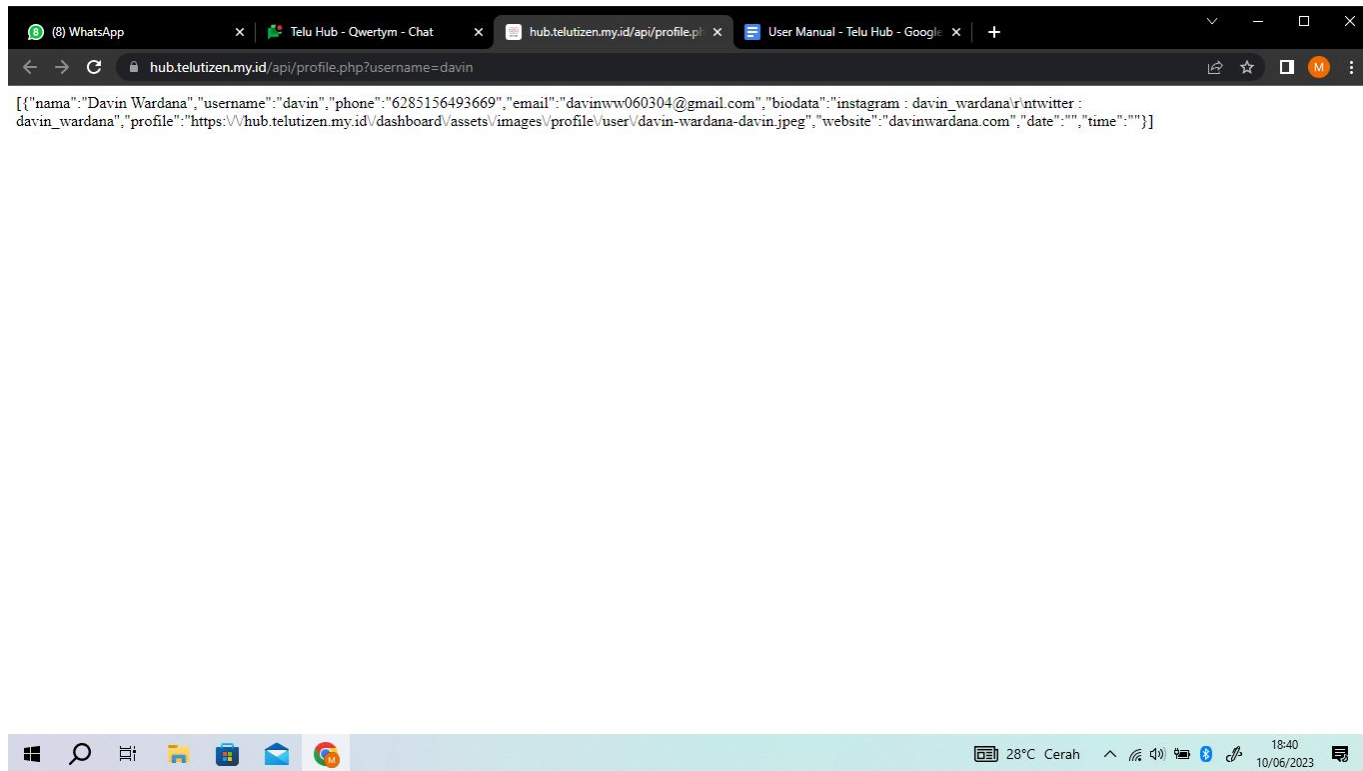 (8) WhatsApp
Telu Hub - Qwertym - Chat
hub.telutizen.my.id/api/profile.ph
User Manual - Telu Hub - Google
hub.telutizen.my.id/api/profile.php?username=davin
M
[{"nama":"Davin Wardana","username":"davin","phone":"6285156493669","email":"davinww060304@gmail.com","biodata":"instagram : davin_wardana\r\ntwitter :
davin_wardana","profile":"https:\/\/hub.telutizen.my.id\/dashboard\/assets\/images\/profile\/user\/davin-wardana-davin.jpeg","website":"davinwardana.com","date":"","time":""}]
28°C Cerah
18:40
10/06/2023